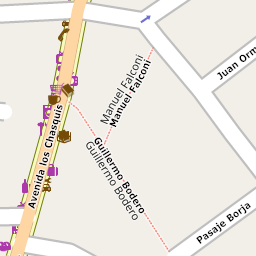 Manuel Falconi
Manuel Falconi
Juan Orm
Avenida los Chasquis
Guillermo Bodero
Guillermo Bodero
Pasaje Borja